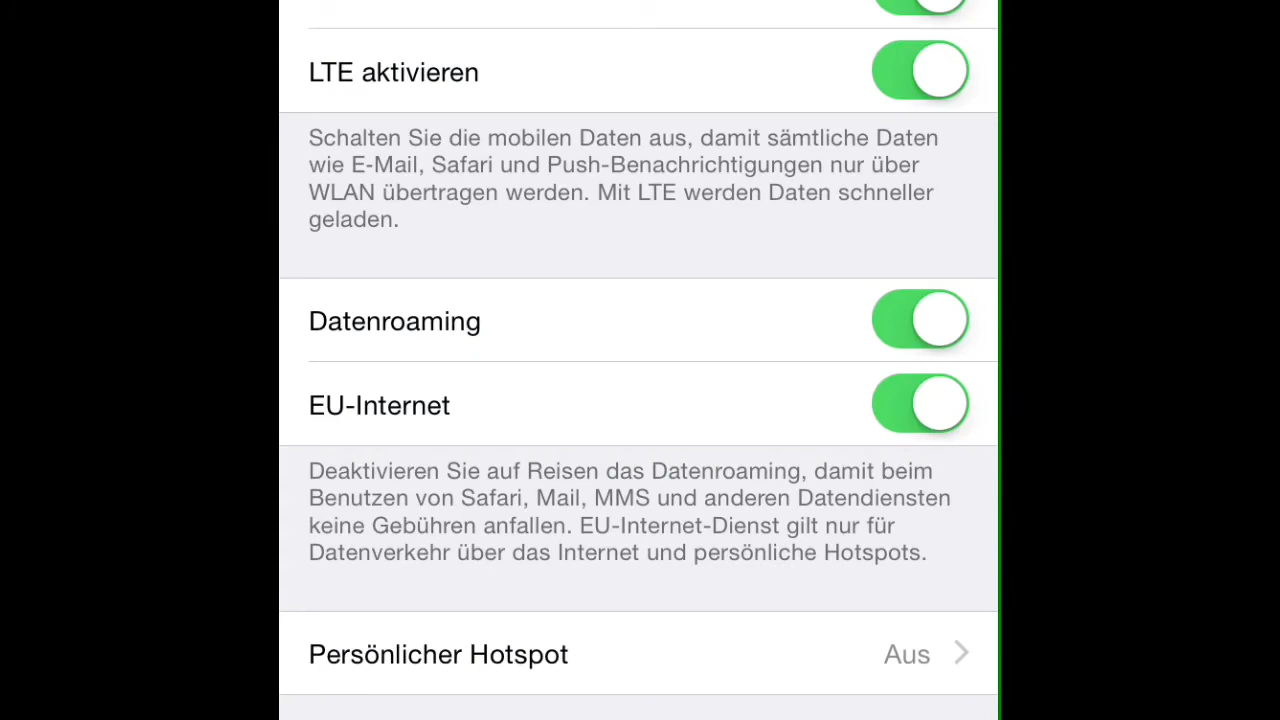 LTE aktivieren
Schalten Sie die mobilen Daten aus, damit sämtliche Daten
wie E-Mail, Safari und Push-Benachrichtigungen nur über
WLAN übertragen werden. Mit LTE werden Daten schneller
geladen.
Datenroaming
EU-Internet
Deaktivieren Sie auf Reisen das Datenroaming, damit beim
Benutzen von Safari, Mail, MMS und anderen Datendiensten
keine Gebühren anfallen. EU-Internet-Dienst gilt nur für
Datenverkehr über das Internet und persönliche Hotspots.
Persönlicher Hotspot Aus